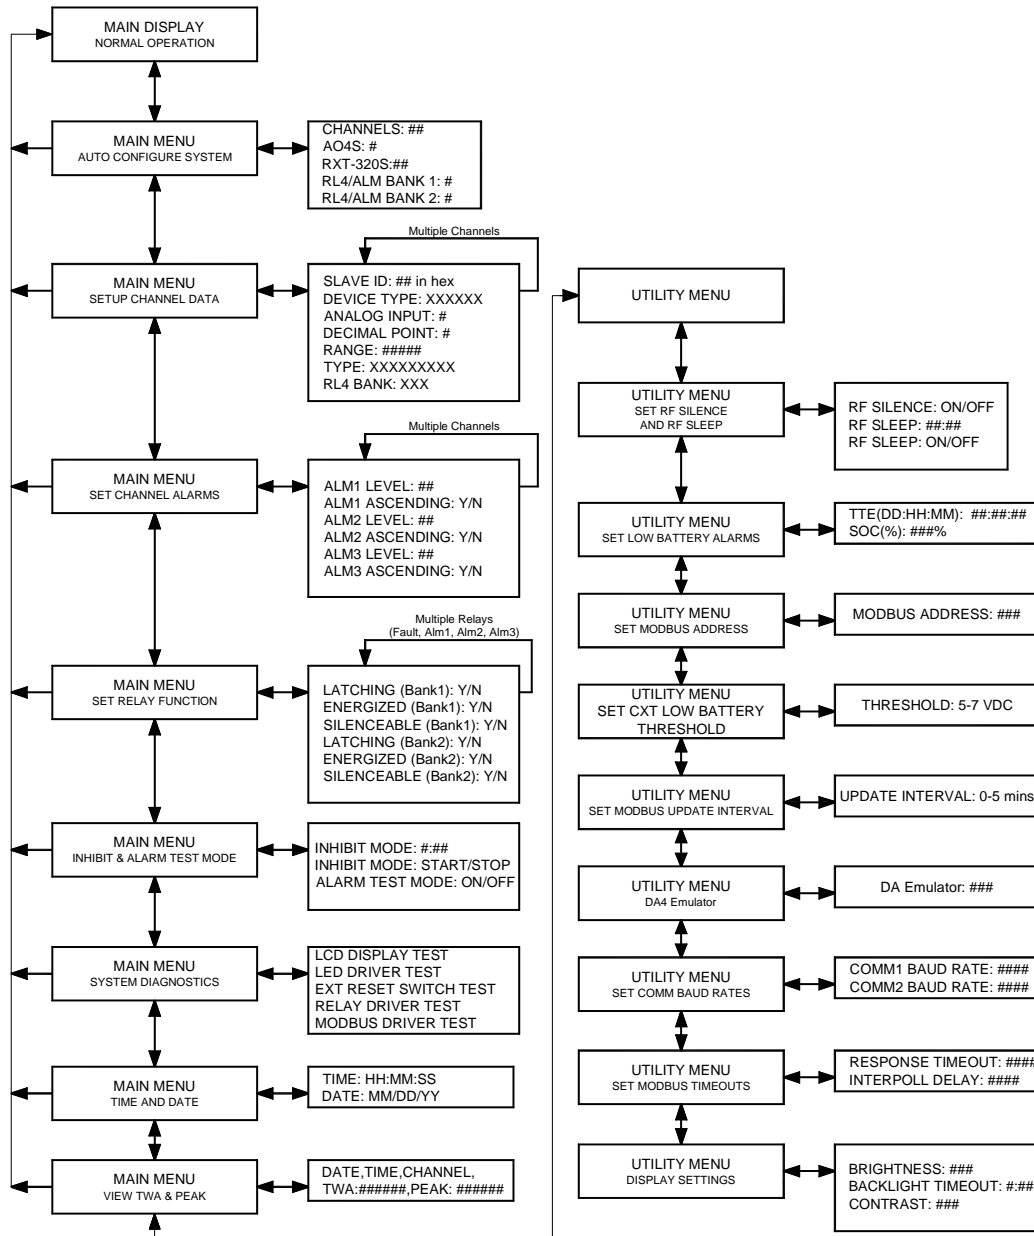 MAIN DISPLAY
NORMAL OPERATION
MAIN MENU
AUTO CONFIGURE SYSTEM
CHANNELS: ##
AO4S: #
RXT-320S:##
RL4/ALM BANK 1: #
RL4/ALM BANK 2: #
Multiple Channels
MAIN MENU
SETUP CHANNEL DATA
SLAVE ID: ## in hex
DEVICE TYPE: XXXXXX
ANALOG INPUT: #
DECIMAL POINT: #
RANGE: #####
TYPE: XXXXXXXXX
RL4 BANK: XXX
Multiple Channels
MAIN MENU
SET CHANNEL ALARMS
ALM1 LEVEL: ##
ALM1 ASCENDING: Y/N
ALM2 LEVEL: ##
ALM2 ASCENDING: Y/N
ALM3 LEVEL: ##
ALM3 ASCENDING: Y/N
Multiple Relays
(Fault, Alm1, Alm2, Alm3)
MAIN MENU
SET RELAY FUNCTION
LATCHING (Bank1): Y/N
ENERGIZED (Bank1): Y/N
SILENCEABLE (Bank1): Y/N
LATCHING (Bank2): Y/N
ENERGIZED (Bank2): Y/N
SILENCEABLE (Bank2): Y/N
MAIN MENU
INHIBIT & ALARM TEST MODE
INHIBIT MODE: #:##
INHIBIT MODE: START/STOP
ALARM TEST MODE: ON/OFF
MAIN MENU
SYSTEM DIAGNOSTICS
LCD DISPLAY TEST
LED DRIVER TEST
EXT RESET SWITCH TEST
RELAY DRIVER TEST
MODBUS DRIVER TEST
MAIN MENU
TIME AND DATE
TIME: HH:MM:SS
DATE: MM/DD/YY
MAIN MENU
VIEW TWA & PEAK
DATE,TIME,CHANNEL,
TWA:######,PEAK: ######
UTILITY MENU
UTILITY MENU
SET RF SILENCE
AND RF SLEEP
RF SILENCE: ON/OFF
RF SLEEP: ##:##
RF SLEEP: ON/OFF
UTILITY MENU
SET LOW BATTERY ALARMS
TTE(DD:HH:MM): ##:##:##
SOC(%): ###%
UTILITY MENU
SET MODBUS ADDRESS
MODBUS ADDRESS: ###
UTILITY MENU
SET CXT LOW BATTERY
THRESHOLD
THRESHOLD: 5-7 VDC
UTILITY MENU
SET MODBUS UPDATE INTERVAL
UPDATE INTERVAL: 0-5 mins
UTILITY MENU
DA4 Emulator
DA Emulator: ###
UTILITY MENU
SET COMM BAUD RATES
COMM1 BAUD RATE: ####
COMM2 BAUD RATE: ####
UTILITY MENU
SET MODBUS TIMEOUTS
RESPONSE TIMEOUT: ####
INTERPOLL DELAY: ####
UTILITY MENU
DISPLAY SETTINGS
BRIGHTNESS: ###
BACKLIGHT TIMEOUT: #:##
CONTRAST: ###